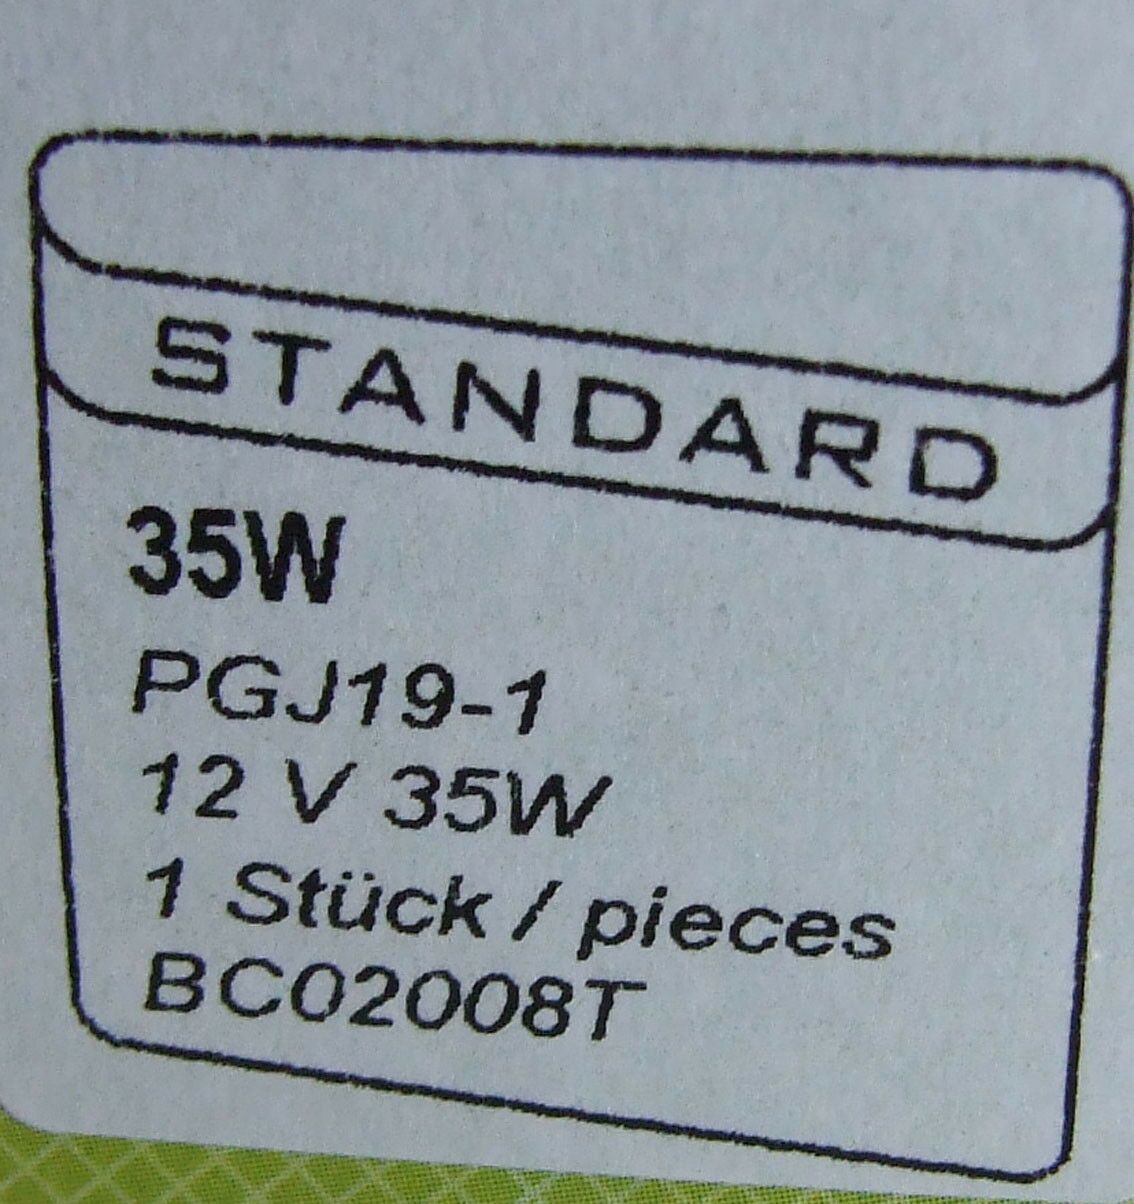 STANDARD
35W
PGJ19-1
12 V 35W
1 Stück / pieces
BC02008T